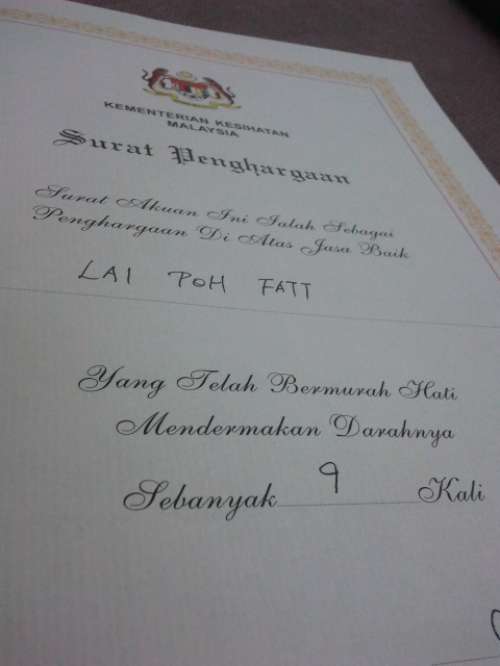 KEMENTERIAN KESIHATAN
MALAYSIA
Surat Penghargaan
Surat Akuan Ini Ialah Sebagai
Penghargaan Di Atas Jasa Baik
LAI POH FATT
Yang Telah Bermurah Hati
Mendermakan Darahnya
Sebanyak 9 Kali